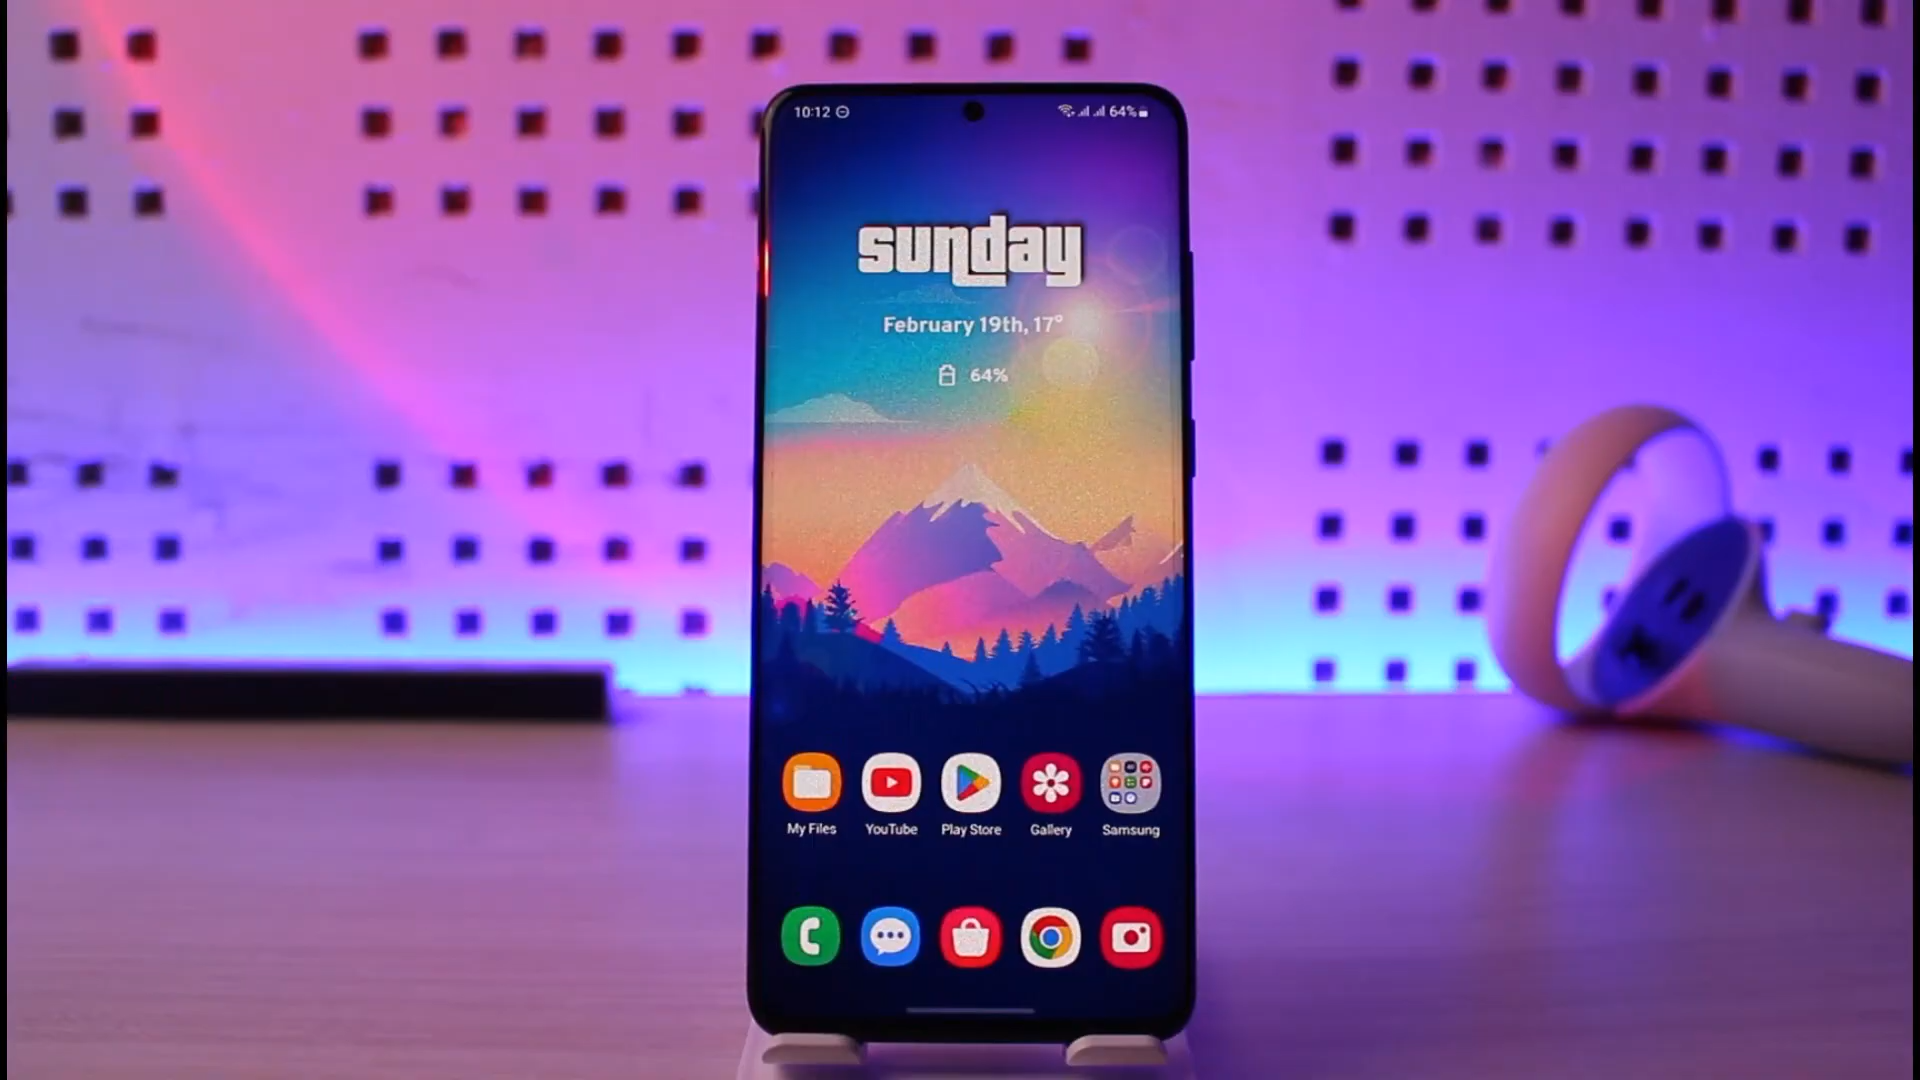 10:12 64%
sunday
February 19th, 17°
64%
My Files YouTube Play Store Gallery Samsung